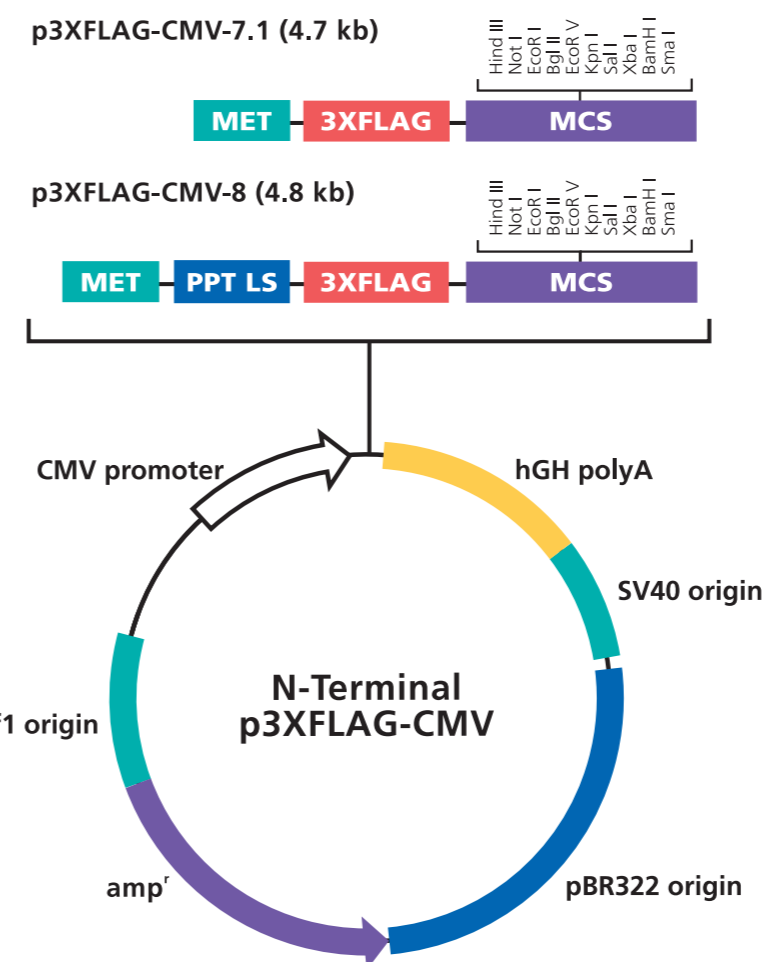 p3XFLAG-CMV-7.1 (4.7 kb)
Hind III
Not I
EcoR I
Bgl II
EcoR V
Kpn I
Sal I
Xba I
BamH I
Sma I
MET
3XFLAG
MCS
p3XFLAG-CMV-8 (4.8 kb)
Hind III
Not I
EcoR I
Bgl II
EcoR V
Kpn I
Sal I
Xba I
BamH I
Sma I
MET
PPT LS
3XFLAG
MCS
CMV promoter
hGH polyA
SV40 origin
N-Terminal
p3XFLAG-CMV
f1 origin
ampʳ
pBR322 origin